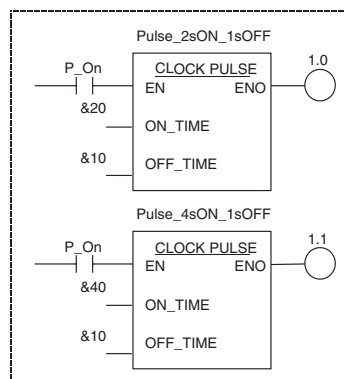 Pulse_2sON_1sOFF
P_On
CLOCK PULSE
1.0
EN ENO
&20
ON_TIME
&10
OFF_TIME
Pulse_4sON_1sOFF
P_On
CLOCK PULSE
1.1
EN ENO
&40
ON_TIME
&10
OFF_TIME